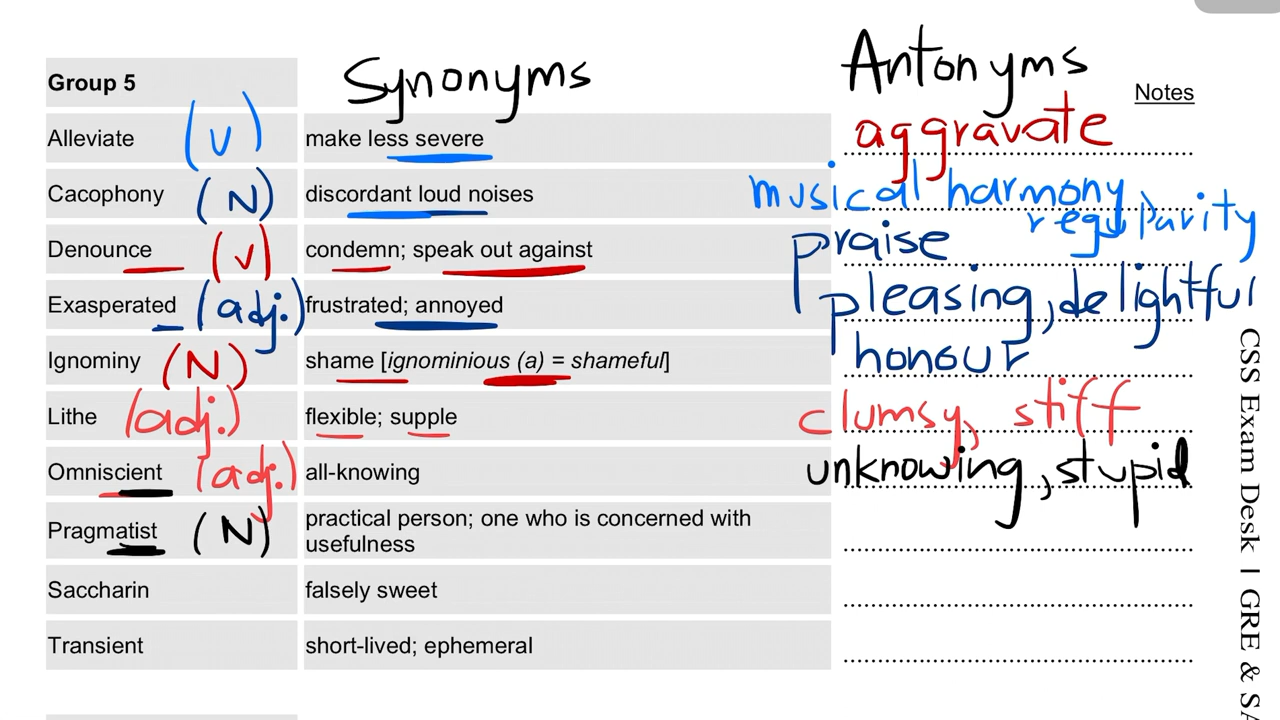 Group 5 Synonyms Antonyms Notes
Alleviate (v) make less severe aggravate
Cacophony (N) discordant loud noises musical harmony
regularity
Denounce (v) condemn; speak out against praise
Exasperated (adj.) frustrated; annoyed pleasing, delightful
Ignominy (N) shame [ignominious (a) = shameful] honour
Lithe (adj.) flexible; supple clumsy, stiff
Omniscient (adj.) all-knowing unknowing, stupid
Pragmatist (N) practical person; one who is concerned with
usefulness
Saccharin falsely sweet
Transient short-lived; ephemeral
CSS Exam Desk I GRE & SA